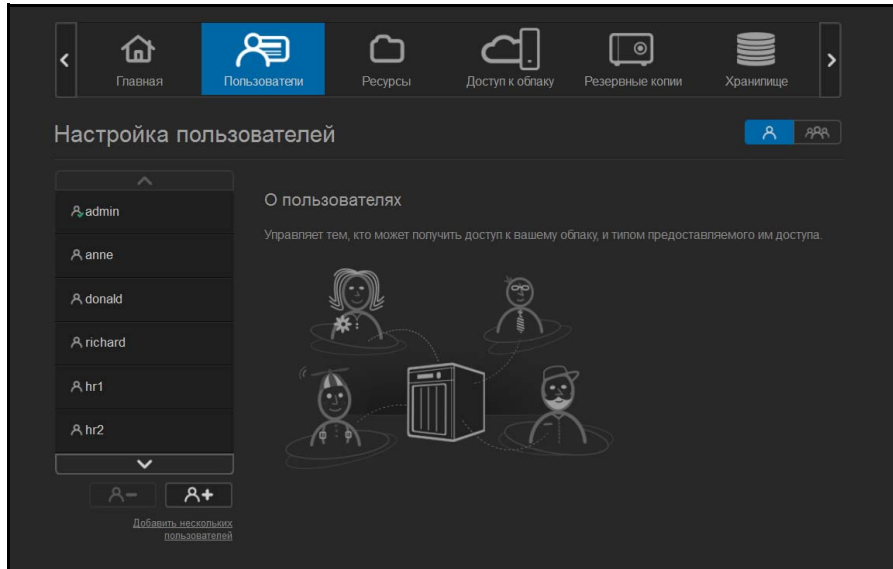 Главная
Пользователи
Ресурсы
Доступ к облаку
Резервные копии
Хранилище
Настройка пользователей
admin
anne
donald
richard
hr1
hr2
Добавить нескольких
пользователей
О пользователях
Управляет тем, кто может получить доступ к вашему облаку, и типом предоставляемого им доступа.